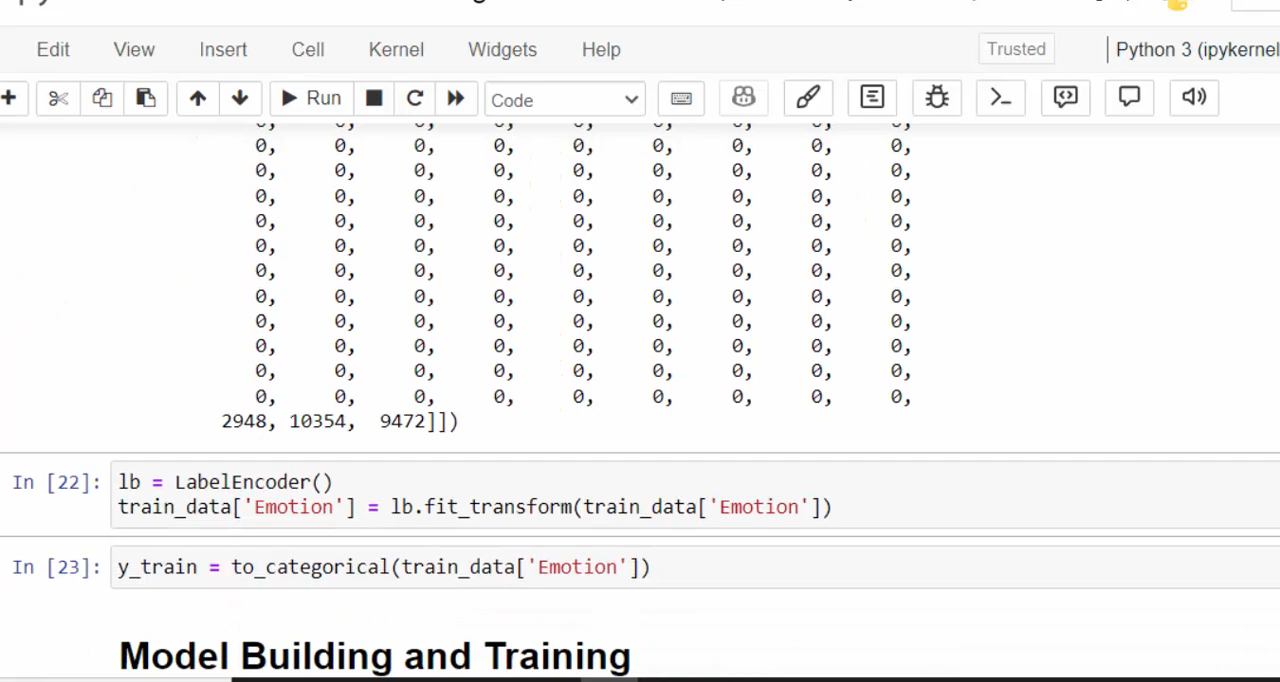 Edit View Insert Cell Kernel Widgets Help Trusted Python 3 (ipykernel
Run Code
0, 0, 0, 0, 0, 0, 0, 0, 0,
0, 0, 0, 0, 0, 0, 0, 0, 0,
0, 0, 0, 0, 0, 0, 0, 0, 0,
0, 0, 0, 0, 0, 0, 0, 0, 0,
0, 0, 0, 0, 0, 0, 0, 0, 0,
0, 0, 0, 0, 0, 0, 0, 0, 0,
0, 0, 0, 0, 0, 0, 0, 0, 0,
0, 0, 0, 0, 0, 0, 0, 0, 0,
0, 0, 0, 0, 0, 0, 0, 0, 0,
0, 0, 0, 0, 0, 0, 0, 0, 0,
0, 0, 0, 0, 0, 0, 0, 0, 0,
2948, 10354, 9472]])
In [22]: lb = LabelEncoder()
train_data['Emotion'] = lb.fit_transform(train_data['Emotion'])
In [23]: y_train = to_categorical(train_data['Emotion'])
Model Building and Training